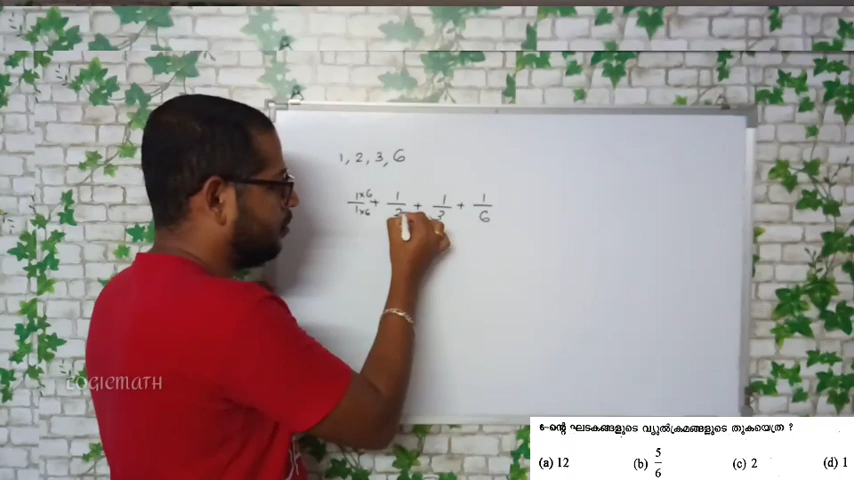 1, 2, 3, 6
1×6/1×6 + 1/2 + 1/3 + 1/6
LOGICMATH
6-ന്റെ ഘടകങ്ങളുടെ വ്യുൽക്രമങ്ങളുടെ തുകയെത്ര ?
(a) 12 (b) 5/6 (c) 2 (d) 1